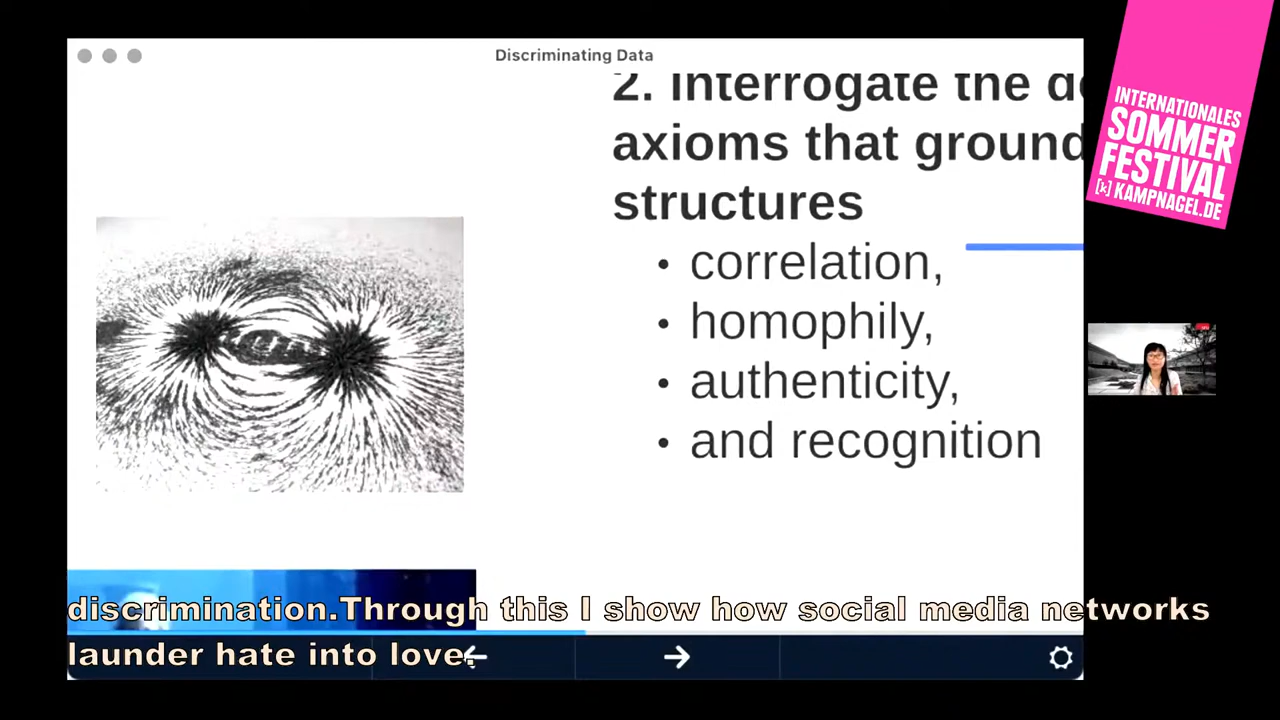 Discriminating Data
2. Interrogate the
axioms that ground
structures
• correlation,
• homophily,
• authenticity,
• and recognition
discrimination.Through this I show how social media networks
launder hate into love.
INTERNATIONALES
SOMMER
FESTIVAL
[k] KAMPNAGEL.DE